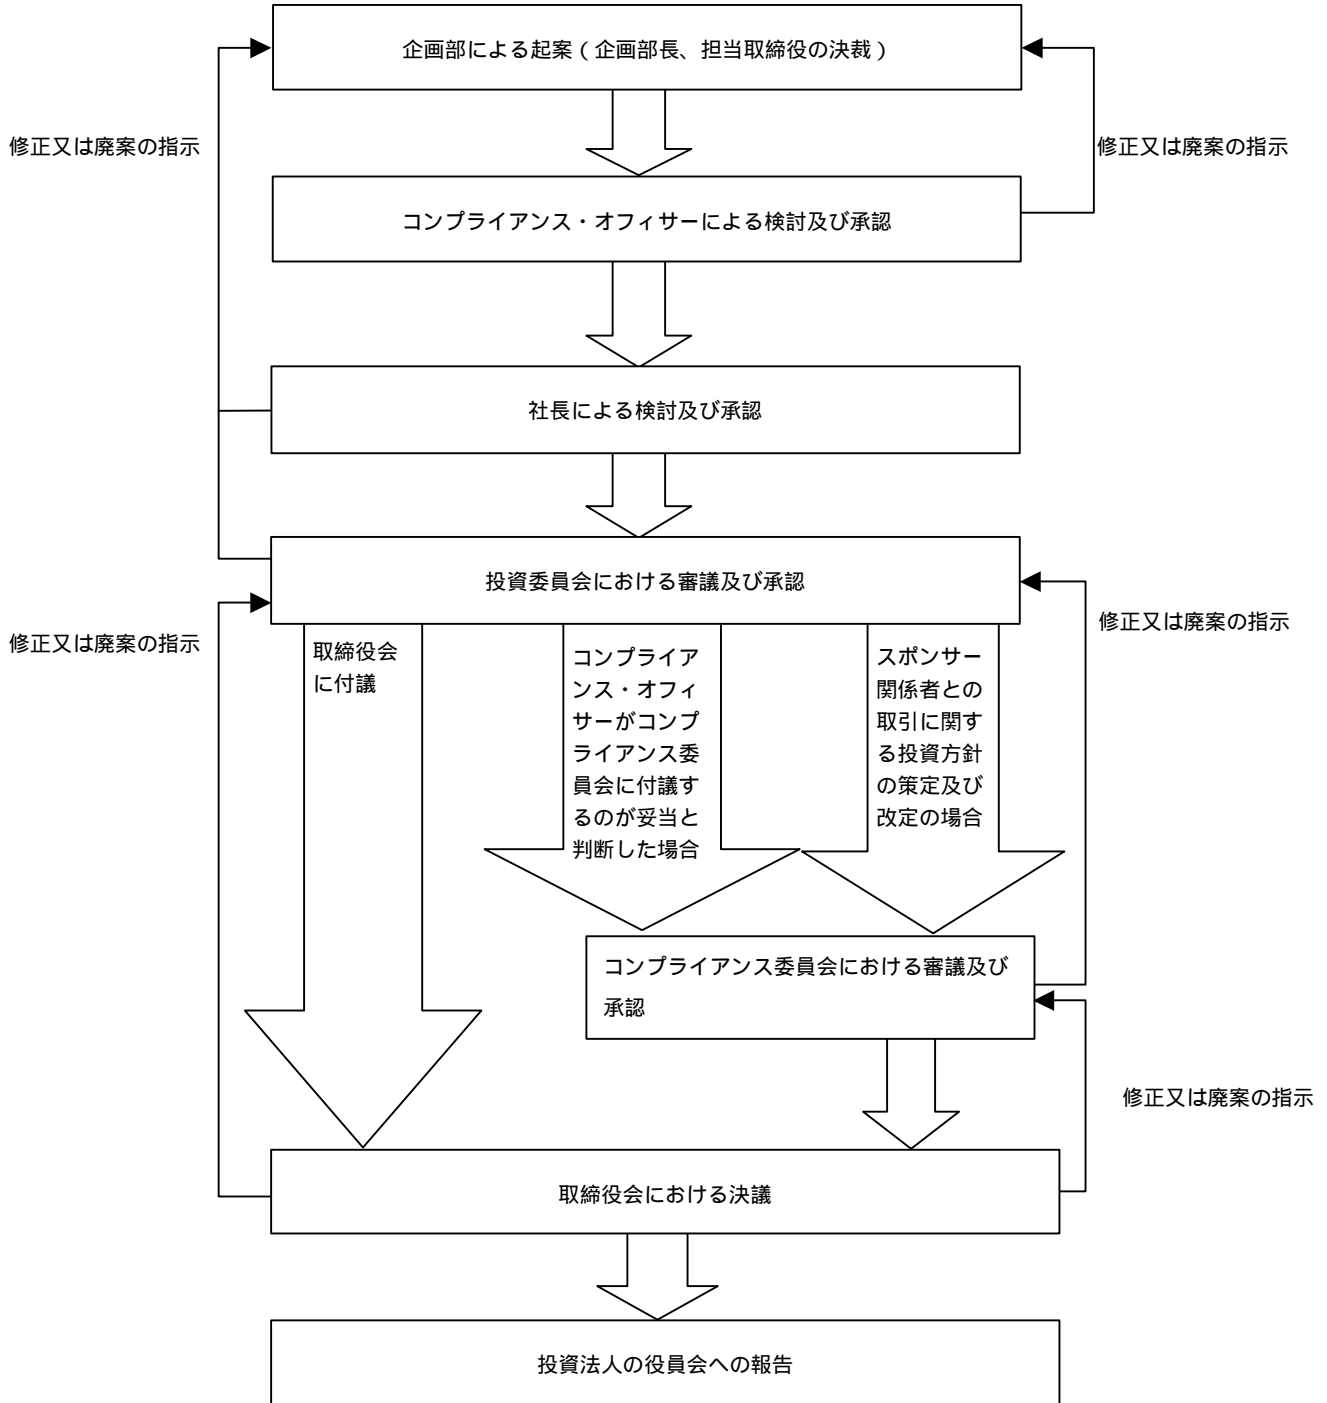 企画部による起案(企画部長、担当取締役の決裁)
修正又は廃案の指示
修正又は廃案の指示
コンプライアンス・オフィサーによる検討及び承認
社長による検討及び承認
投資委員会における審議及び承認
修正又は廃案の指示
修正又は廃案の指示
取締役会
に付議
コンプライア
ンス・オフィ
サーがコンプ
ライアンス委
員会に付議す
るのが妥当と
判断した場合
スポンサー
関係者との
取引に関す
る投資方針
の策定及び
改定の場合
コンプライアンス委員会における審議及び
承認
修正又は廃案の指示
取締役会における決議
投資法人の役員会への報告